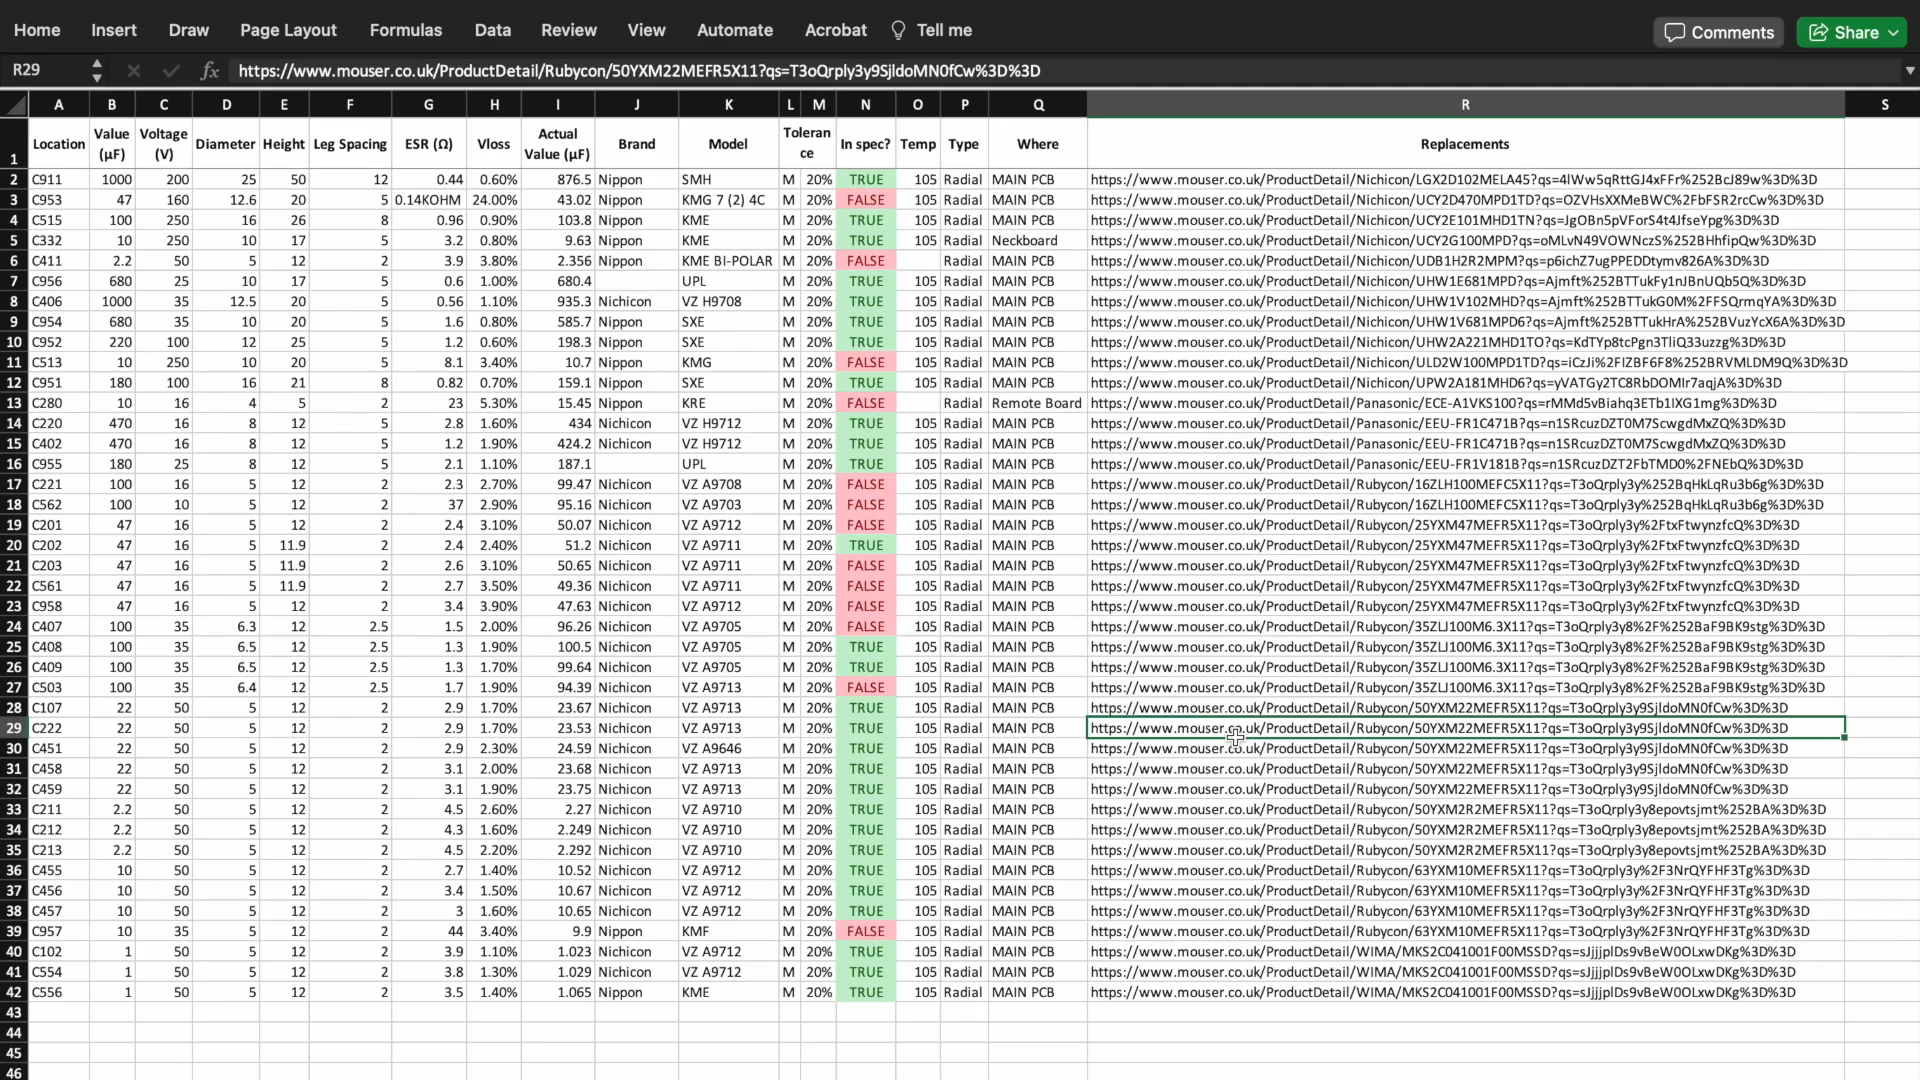 Home Insert Draw Page Layout Formulas Data Review View Automate Acrobat Tell me Comments Share
R29 fx https://www.mouser.co.uk/ProductDetail/Rubycon/50YXM22MEFR5X11?qs=T3oQrply3y9SjldoMN0fCw%3D%3D
A B C D E F G H I J K L M N O P Q R S
1 Location Value (µF) Voltage (V) Diameter Height Leg Spacing ESR (Ω) Vloss Actual Value (µF) Brand Model Tolerance In spec? Temp Type Where Replacements
2 C911 1000 200 25 50 12 0.44 0.60% 876.5 Nippon SMH M 20% TRUE 105 Radial MAIN PCB https://www.mouser.co.uk/ProductDetail/Nichicon/LGX2D102MELA45?qs=4lWw5qRttGJ4xFFr%252BcJ89w%3D%3D
3 C953 47 160 12.6 20 5 0.14KOHM 24.00% 43.02 Nippon KMG 7 (2) 4C M 20% FALSE 105 Radial MAIN PCB https://www.mouser.co.uk/ProductDetail/Nichicon/UCY2D470MPD1TD?qs=OZVHsXXMeBWC%2FbFSR2rcCw%3D%3D
4 C515 100 250 16 26 8 0.96 0.90% 103.8 Nippon KME M 20% TRUE 105 Radial MAIN PCB https://www.mouser.co.uk/ProductDetail/Nichicon/UCY2E101MHD1TN?qs=JgOBn5pVForS4t4JfseYpg%3D%3D
5 C332 10 250 10 17 5 3.2 0.80% 9.63 Nippon KME M 20% TRUE 105 Radial Neckboard https://www.mouser.co.uk/ProductDetail/Nichicon/UCY2G100MPD?qs=oMLvN49VOWNczS%252BHhfipQw%3D%3D
6 C411 2.2 50 5 12 2 3.9 3.80% 2.356 Nippon KME BI-POLAR M 20% FALSE Radial MAIN PCB https://www.mouser.co.uk/ProductDetail/Nichicon/UDB1H2R2MPM?qs=p6ichZ7ugPPEDDtymv826A%3D%3D
7 C956 680 25 10 17 5 0.6 1.00% 680.4 UPL M 20% TRUE 105 Radial MAIN PCB https://www.mouser.co.uk/ProductDetail/Nichicon/UHW1E681MPD?qs=Ajmft%252BTTukFy1nJBnUQb5Q%3D%3D
8 C406 1000 35 12.5 20 5 0.56 1.10% 935.3 Nichicon VZ H9708 M 20% TRUE 105 Radial MAIN PCB https://www.mouser.co.uk/ProductDetail/Nichicon/UHW1V102MHD?qs=Ajmft%252BTTukG0M%2FFSQrmqYA%3D%3D
9 C954 680 35 10 20 5 1.6 0.80% 585.7 Nippon SXE M 20% TRUE 105 Radial MAIN PCB https://www.mouser.co.uk/ProductDetail/Nichicon/UHW1V681MPD6?qs=Ajmft%252BTTukHrA%252BVuzYcX6A%3D%3D
10 C952 220 100 12 25 5 1.2 0.60% 198.3 Nippon SXE M 20% TRUE 105 Radial MAIN PCB https://www.mouser.co.uk/ProductDetail/Nichicon/UHW2A221MHD1TO?qs=KdTYp8tcPgn3TliQ33uzzg%3D%3D
11 C513 10 250 10 20 5 8.1 3.40% 10.7 Nippon KMG M 20% FALSE 105 Radial MAIN PCB https://www.mouser.co.uk/ProductDetail/Nichicon/ULD2W100MPD1TD?qs=iCzJi%2FlZBF6F8%252BRVMLDM9Q%3D%3D
12 C951 180 100 16 21 8 0.82 0.70% 159.1 Nippon SXE M 20% TRUE 105 Radial MAIN PCB https://www.mouser.co.uk/ProductDetail/Nichicon/UPW2A181MHD6?qs=yVATGy2TC8RbDOMIr7aqjA%3D%3D
13 C280 10 16 4 5 2 23 5.30% 15.45 Nippon KRE M 20% FALSE Radial Remote Board https://www.mouser.co.uk/ProductDetail/Panasonic/ECE-A1VKS100?qs=rMMd5vBiahq3ETb1lXG1mg%3D%3D
14 C220 470 16 8 12 5 2.8 1.60% 434 Nichicon VZ H9712 M 20% TRUE 105 Radial MAIN PCB https://www.mouser.co.uk/ProductDetail/Panasonic/EEU-FR1C471B?qs=n1SRcuzDZT0M7ScwgdMxZQ%3D%3D
15 C402 470 16 8 12 5 1.2 1.90% 424.2 Nichicon VZ H9712 M 20% TRUE 105 Radial MAIN PCB https://www.mouser.co.uk/ProductDetail/Panasonic/EEU-FR1C471B?qs=n1SRcuzDZT0M7ScwgdMxZQ%3D%3D
16 C955 180 25 8 12 5 2.1 1.10% 187.1 UPL M 20% TRUE 105 Radial MAIN PCB https://www.mouser.co.uk/ProductDetail/Panasonic/EEU-FR1V181B?qs=n1SRcuzDZT2FbTMD0%2FNEbQ%3D%3D
17 C221 100 16 5 12 2 2.3 2.70% 99.47 Nichicon VZ A9708 M 20% FALSE 105 Radial MAIN PCB https://www.mouser.co.uk/ProductDetail/Rubycon/16ZLH100MEFC5X11?qs=T3oQrply3y%252BqHkLqRu3b6g%3D%3D
18 C562 100 10 5 12 2 37 2.90% 95.16 Nichicon VZ A9703 M 20% FALSE 105 Radial MAIN PCB https://www.mouser.co.uk/ProductDetail/Rubycon/16ZLH100MEFC5X11?qs=T3oQrply3y%252BqHkLqRu3b6g%3D%3D
19 C201 47 16 5 12 2 2.4 3.10% 50.07 Nichicon VZ A9712 M 20% FALSE 105 Radial MAIN PCB https://www.mouser.co.uk/ProductDetail/Rubycon/25YXM47MEFR5X11?qs=T3oQrply3y%2FtxFtwynzfcQ%3D%3D
20 C202 47 16 5 11.9 2 2.4 2.40% 51.2 Nichicon VZ A9711 M 20% TRUE 105 Radial MAIN PCB https://www.mouser.co.uk/ProductDetail/Rubycon/25YXM47MEFR5X11?qs=T3oQrply3y%2FtxFtwynzfcQ%3D%3D
21 C203 47 16 5 11.9 2 2.6 3.10% 50.65 Nichicon VZ A9711 M 20% FALSE 105 Radial MAIN PCB https://www.mouser.co.uk/ProductDetail/Rubycon/25YXM47MEFR5X11?qs=T3oQrply3y%2FtxFtwynzfcQ%3D%3D
22 C561 47 16 5 11.9 2 2.7 3.50% 49.36 Nichicon VZ A9711 M 20% FALSE 105 Radial MAIN PCB https://www.mouser.co.uk/ProductDetail/Rubycon/25YXM47MEFR5X11?qs=T3oQrply3y%2FtxFtwynzfcQ%3D%3D
23 C958 47 16 5 12 2 3.4 3.90% 47.63 Nichicon VZ A9712 M 20% FALSE 105 Radial MAIN PCB https://www.mouser.co.uk/ProductDetail/Rubycon/25YXM47MEFR5X11?qs=T3oQrply3y%2FtxFtwynzfcQ%3D%3D
24 C407 100 35 6.3 12 2.5 1.5 2.00% 96.26 Nichicon VZ A9705 M 20% FALSE 105 Radial MAIN PCB https://www.mouser.co.uk/ProductDetail/Rubycon/35ZLJ100M6.3X11?qs=T3oQrply3y8%2F%252BaF9BK9stg%3D%3D
25 C408 100 35 6.5 12 2.5 1.3 1.90% 100.5 Nichicon VZ A9705 M 20% TRUE 105 Radial MAIN PCB https://www.mouser.co.uk/ProductDetail/Rubycon/35ZLJ100M6.3X11?qs=T3oQrply3y8%2F%252BaF9BK9stg%3D%3D
26 C409 100 35 6.5 12 2.5 1.3 1.70% 99.64 Nichicon VZ A9705 M 20% TRUE 105 Radial MAIN PCB https://www.mouser.co.uk/ProductDetail/Rubycon/35ZLJ100M6.3X11?qs=T3oQrply3y8%2F%252BaF9BK9stg%3D%3D
27 C503 100 35 6.4 12 2.5 1.7 1.90% 94.39 Nichicon VZ A9713 M 20% FALSE 105 Radial MAIN PCB https://www.mouser.co.uk/ProductDetail/Rubycon/35ZLJ100M6.3X11?qs=T3oQrply3y8%2F%252BaF9BK9stg%3D%3D
28 C107 22 50 5 12 2 2.9 1.70% 23.67 Nichicon VZ A9713 M 20% TRUE 105 Radial MAIN PCB https://www.mouser.co.uk/ProductDetail/Rubycon/50YXM22MEFR5X11?qs=T3oQrply3y9SjldoMN0fCw%3D%3D
29 C222 22 50 5 12 2 2.9 1.70% 23.53 Nichicon VZ A9713 M 20% TRUE 105 Radial MAIN PCB https://www.mouser.co.uk/ProductDetail/Rubycon/50YXM22MEFR5X11?qs=T3oQrply3y9SjldoMN0fCw%3D%3D
30 C451 22 50 5 12 2 2.9 2.30% 24.59 Nichicon VZ A9646 M 20% TRUE 105 Radial MAIN PCB https://www.mouser.co.uk/ProductDetail/Rubycon/50YXM22MEFR5X11?qs=T3oQrply3y9SjldoMN0fCw%3D%3D
31 C458 22 50 5 12 2 3.1 2.00% 23.68 Nichicon VZ A9713 M 20% TRUE 105 Radial MAIN PCB https://www.mouser.co.uk/ProductDetail/Rubycon/50YXM22MEFR5X11?qs=T3oQrply3y9SjldoMN0fCw%3D%3D
32 C459 22 50 5 12 2 3.1 1.90% 23.75 Nichicon VZ A9713 M 20% TRUE 105 Radial MAIN PCB https://www.mouser.co.uk/ProductDetail/Rubycon/50YXM22MEFR5X11?qs=T3oQrply3y9SjldoMN0fCw%3D%3D
33 C211 2.2 50 5 12 2 4.5 2.60% 2.27 Nichicon VZ A9710 M 20% TRUE 105 Radial MAIN PCB https://www.mouser.co.uk/ProductDetail/Rubycon/50YXM2R2MEFR5X11?qs=T3oQrply3y8epovtsjmt%252BA%3D%3D
34 C212 2.2 50 5 12 2 4.3 1.60% 2.249 Nichicon VZ A9710 M 20% TRUE 105 Radial MAIN PCB https://www.mouser.co.uk/ProductDetail/Rubycon/50YXM2R2MEFR5X11?qs=T3oQrply3y8epovtsjmt%252BA%3D%3D
35 C213 2.2 50 5 12 2 4.5 2.20% 2.292 Nichicon VZ A9710 M 20% TRUE 105 Radial MAIN PCB https://www.mouser.co.uk/ProductDetail/Rubycon/50YXM2R2MEFR5X11?qs=T3oQrply3y8epovtsjmt%252BA%3D%3D
36 C455 10 50 5 12 2 2.7 1.40% 10.52 Nichicon VZ A9712 M 20% TRUE 105 Radial MAIN PCB https://www.mouser.co.uk/ProductDetail/Rubycon/63YXM10MEFR5X11?qs=T3oQrply3y%2F3NrQYFHF3Tg%3D%3D
37 C456 10 50 5 12 2 3.4 1.50% 10.67 Nichicon VZ A9712 M 20% TRUE 105 Radial MAIN PCB https://www.mouser.co.uk/ProductDetail/Rubycon/63YXM10MEFR5X11?qs=T3oQrply3y%2F3NrQYFHF3Tg%3D%3D
38 C457 10 50 5 12 2 3 1.60% 10.65 Nichicon VZ A9712 M 20% TRUE 105 Radial MAIN PCB https://www.mouser.co.uk/ProductDetail/Rubycon/63YXM10MEFR5X11?qs=T3oQrply3y%2F3NrQYFHF3Tg%3D%3D
39 C957 10 35 5 12 2 44 3.40% 9.9 Nippon KMF M 20% FALSE 105 Radial MAIN PCB https://www.mouser.co.uk/ProductDetail/Rubycon/63YXM10MEFR5X11?qs=T3oQrply3y%2F3NrQYFHF3Tg%3D%3D
40 C102 1 50 5 12 2 3.9 1.10% 1.023 Nichicon VZ A9712 M 20% TRUE 105 Radial MAIN PCB https://www.mouser.co.uk/ProductDetail/WIMA/MKS2C041001F00MSSD?qs=sJjjjplDs9vBeW0OLxwDKg%3D%3D
41 C554 1 50 5 12 2 3.8 1.30% 1.029 Nichicon VZ A9712 M 20% TRUE 105 Radial MAIN PCB https://www.mouser.co.uk/ProductDetail/WIMA/MKS2C041001F00MSSD?qs=sJjjjplDs9vBeW0OLxwDKg%3D%3D
42 C556 1 50 5 12 2 3.5 1.40% 1.065 Nippon KME M 20% TRUE 105 Radial MAIN PCB https://www.mouser.co.uk/ProductDetail/WIMA/MKS2C041001F00MSSD?qs=sJjjjplDs9vBeW0OLxwDKg%3D%3D
43
44
45
46